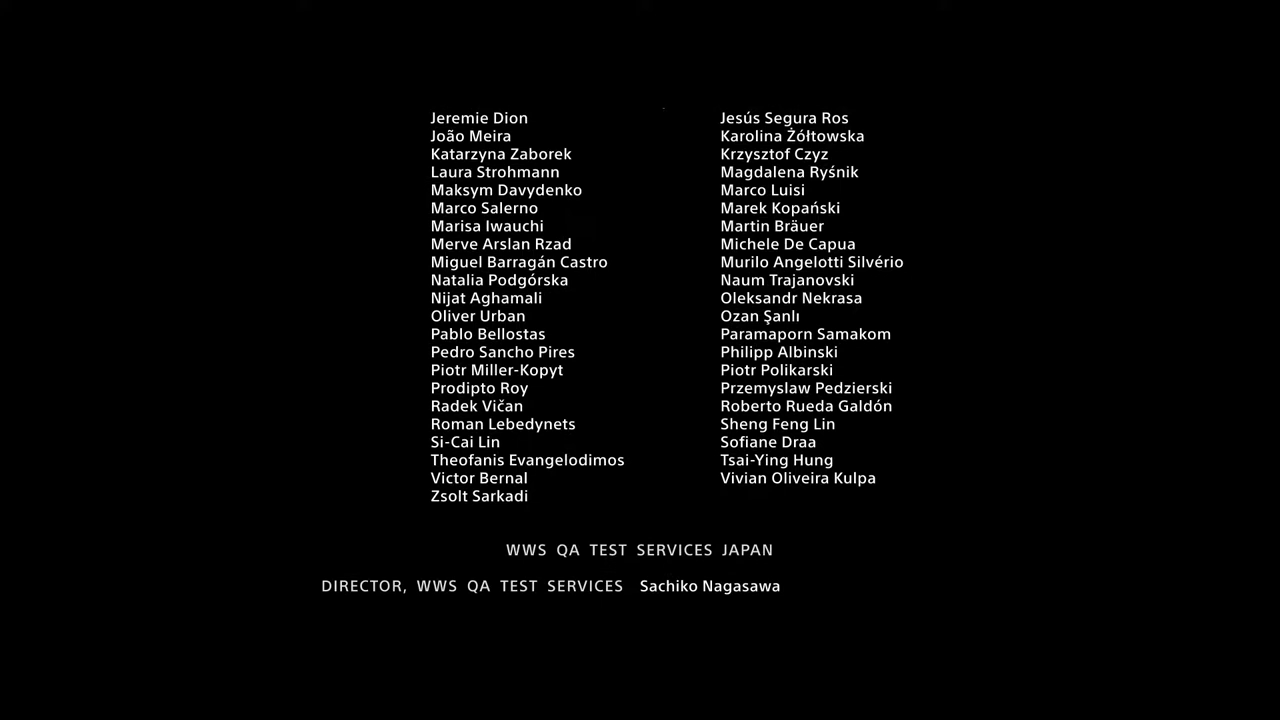 Jeremie Dion
João Meira
Katarzyna Zaborek
Laura Strohmann
Maksym Davydenko
Marco Salerno
Marisa Iwauchi
Merve Arslan Rzad
Miguel Barragán Castro
Natalia Podgórska
Nijat Aghamali
Oliver Urban
Pablo Bellostas
Pedro Sancho Pires
Piotr Miller-Kopyt
Prodipto Roy
Radek Vičan
Roman Lebedynets
Si-Cai Lin
Theofanis Evangelodimos
Victor Bernal
Zsolt Sarkadi
Jesús Segura Ros
Karolina Żółtowska
Krzysztof Czyz
Magdalena Ryśnik
Marco Luisi
Marek Kopański
Martin Bräuer
Michele De Capua
Murilo Angelotti Silvério
Naum Trajanovski
Oleksandr Nekrasa
Ozan Şanlı
Paramaporn Samakom
Philipp Albinski
Piotr Polikarski
Przemyslaw Pedzierski
Roberto Rueda Galdón
Sheng Feng Lin
Sofiane Draa
Tsai-Ying Hung
Vivian Oliveira Kulpa
WWS QA TEST SERVICES JAPAN
DIRECTOR, WWS QA TEST SERVICES Sachiko Nagasawa